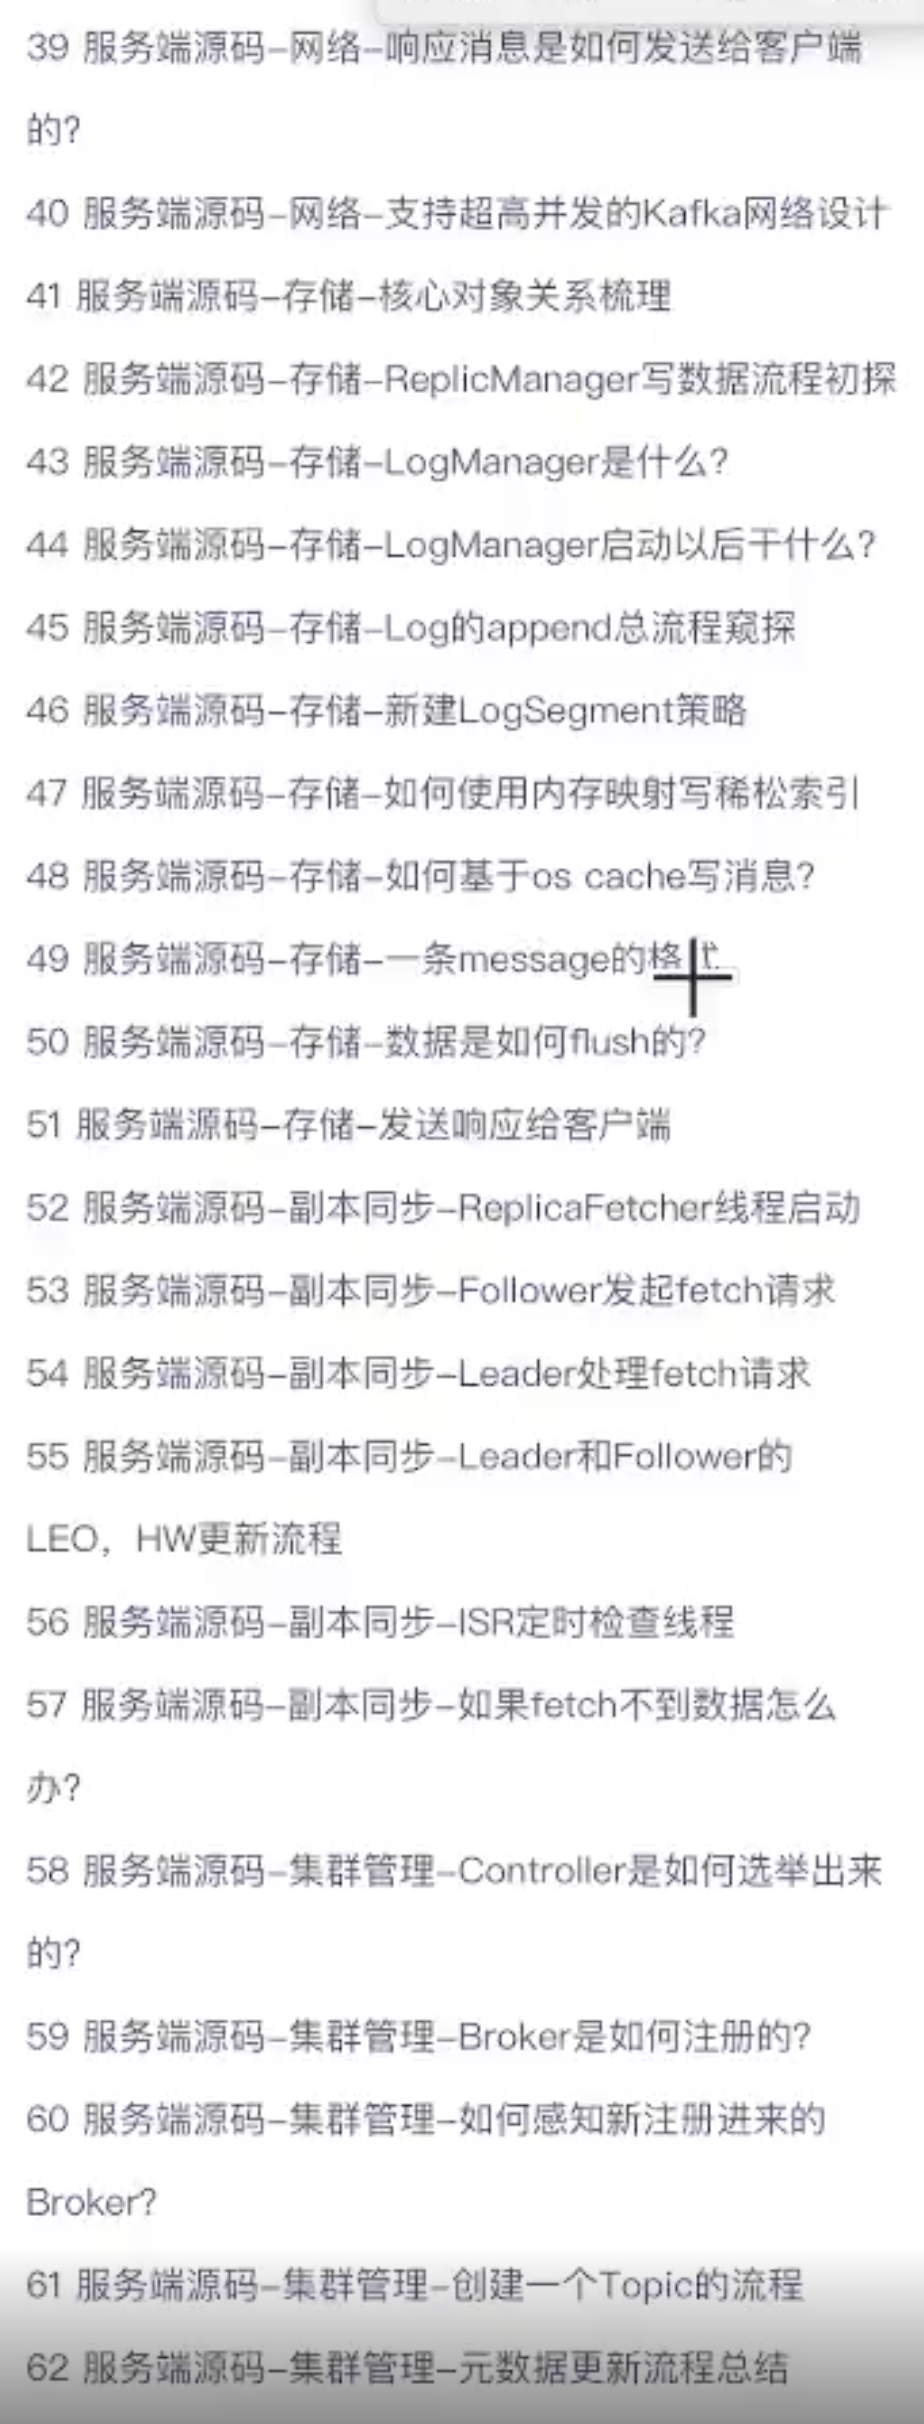 39 服务端源码-网络-响应消息是如何发送给客户端
的?
40 服务端源码-网络-支持超高并发的Kafka网络设计
41 服务端源码-存储-核心对象关系梳理
42 服务端源码-存储-ReplicManager写数据流程初探
43 服务端源码-存储-LogManager是什么?
44 服务端源码-存储-LogManager启动以后干什么?
45 服务端源码-存储-Log的append总流程窥探
46 服务端源码-存储-新建LogSegment策略
47 服务端源码-存储-如何使用内存映射写稀松索引
48 服务端源码-存储-如何基于os cache写消息?
49 服务端源码-存储-一条message的格式
50 服务端源码-存储-数据是如何flush的?
51 服务端源码-存储-发送响应给客户端
52 服务端源码-副本同步-ReplicaFetcher线程启动
53 服务端源码-副本同步-Follower发起fetch请求
54 服务端源码-副本同步-Leader处理fetch请求
55 服务端源码-副本同步-Leader和Follower的
LEO，HW更新流程
56 服务端源码-副本同步-ISR定时检查线程
57 服务端源码-副本同步-如果fetch不到数据怎么
办?
58 服务端源码-集群管理-Controller是如何选举出来
的?
59 服务端源码-集群管理-Broker是如何注册的?
60 服务端源码-集群管理-如何感知新注册进来的
Broker?
61 服务端源码-集群管理-创建一个Topic的流程
62 服务端源码-集群管理-元数据更新流程总结